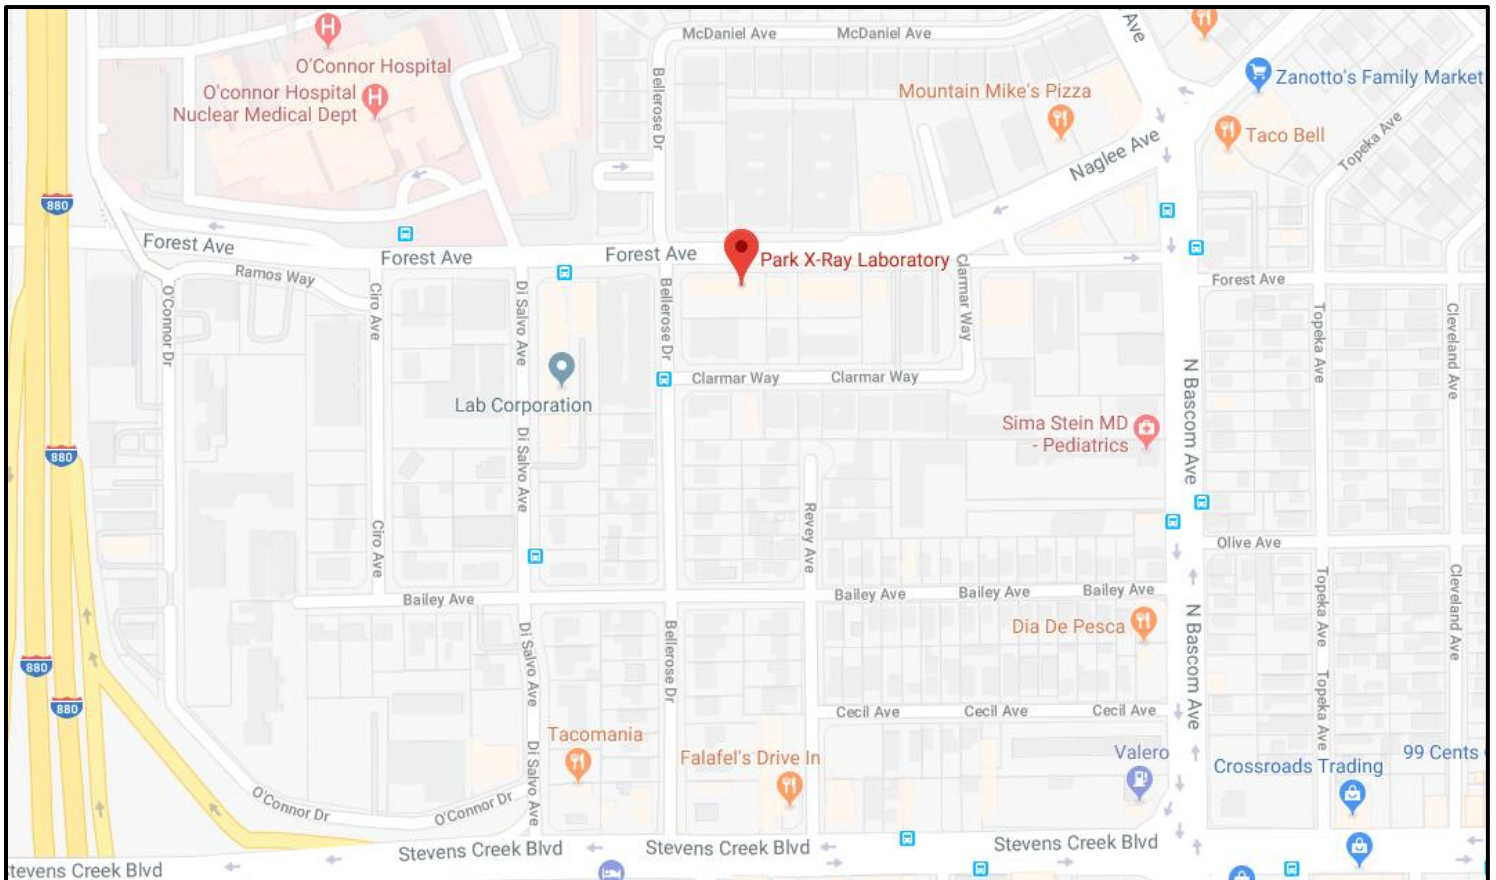 McDaniel Ave
McDaniel Ave
Ave
O'Connor Hospital
O'connor Hospital
Nuclear Medical Dept
Bellerose Dr
Mountain Mike's Pizza
Zanotto's Family Market
Taco Bell
Topeka Ave
Naglee Ave
880
Forest Ave
Forest Ave
Forest Ave
Park X-Ray Laboratory
Ramos Way
Clarmar Way
Forest Ave
O'Connor Dr
Ciro Ave
Di Salvo Ave
Bellerose Dr
Topeka Ave
Cleveland Ave
Clarmar Way
Clarmar Way
Lab Corporation
N Bascom Ave
Sima Stein MD
- Pediatrics
880
Di Salvo Ave
Revey Ave
Ciro Ave
Olive Ave
Bailey Ave
Bailey Ave
Bailey Ave
Bailey Ave
Topeka Ave
Cleveland Ave
Dia De Pesca
Di Salvo Ave
Bellerose Dr
N Bascom Ave
880
880
Topeka Ave
Cecil Ave
Cecil Ave
Cecil Ave
Tacomania
Falafel's Drive In
Valero
Crossroads Trading
99 Cents
Di Salvo Ave
O'Connor Dr
O'Connor Dr
Stevens Creek Blvd
Stevens Creek Blvd
Stevens Creek Blvd
Stevens Creek Blvd